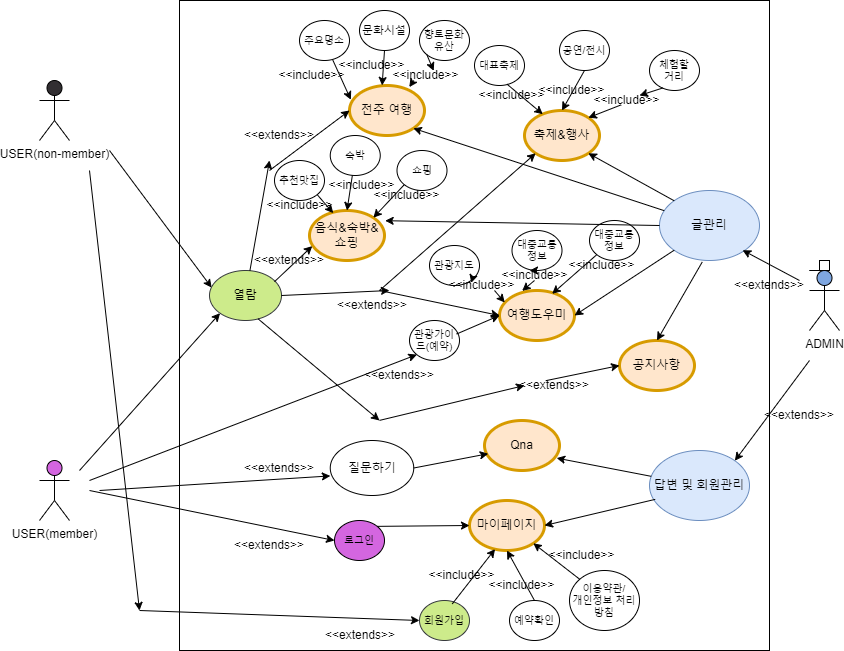 주요명소
문화시설
향토문화
유산
<<include>>
<<include>>
<<include>>
전주 여행
대표축제
공연/전시
체험할
거리
<<include>>
<<include>>
<<include>>
축제&행사
<<extends>>
USER(non-member)
추천맛집
숙박
쇼핑
<<include>>
<<include>>
<<include>>
음식&숙박&
쇼핑
<<extends>>
글관리
열람
관광지도
대중교통
정보
대중교통
정보
<<include>>
<<include>>
<<include>>
<<extends>>
여행도우미
<<extends>>
ADMIN
관광가이
드(예약)
<<extends>>
공지사항
<<extends>>
<<extends>>
Qna
질문하기
<<extends>>
답변 및 회원관리
USER(member)
로그인
<<extends>>
마이페이지
<<include>>
<<include>>
<<include>>
이용약관/
개인정보 처리
방침
회원가입
예약확인
<<extends>>